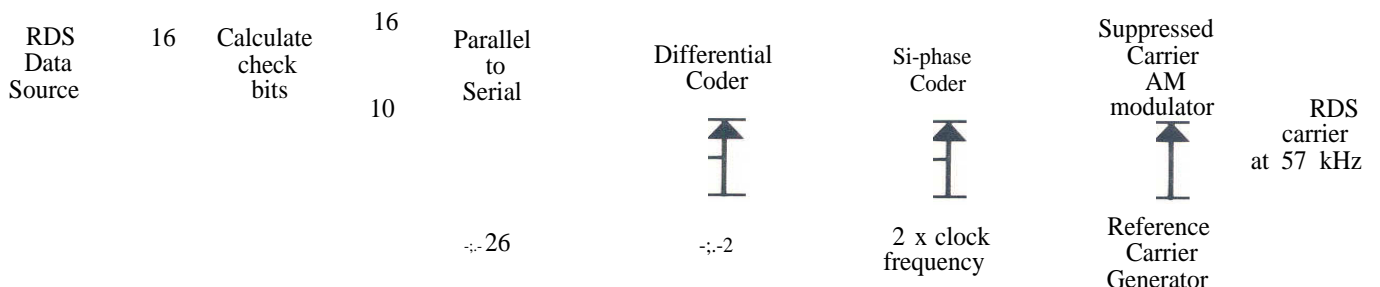 RDS
Data
Source
16
Calculate
check
bits
16
10
Parallel
to
Serial
Differential
Coder
Si-phase
Coder
Suppressed
Carrier
AM
modulator
RDS
carrier
at 57 kHz
-;.- 26
-;.-2
2 x clock
frequency
Reference
Carrier
Generator